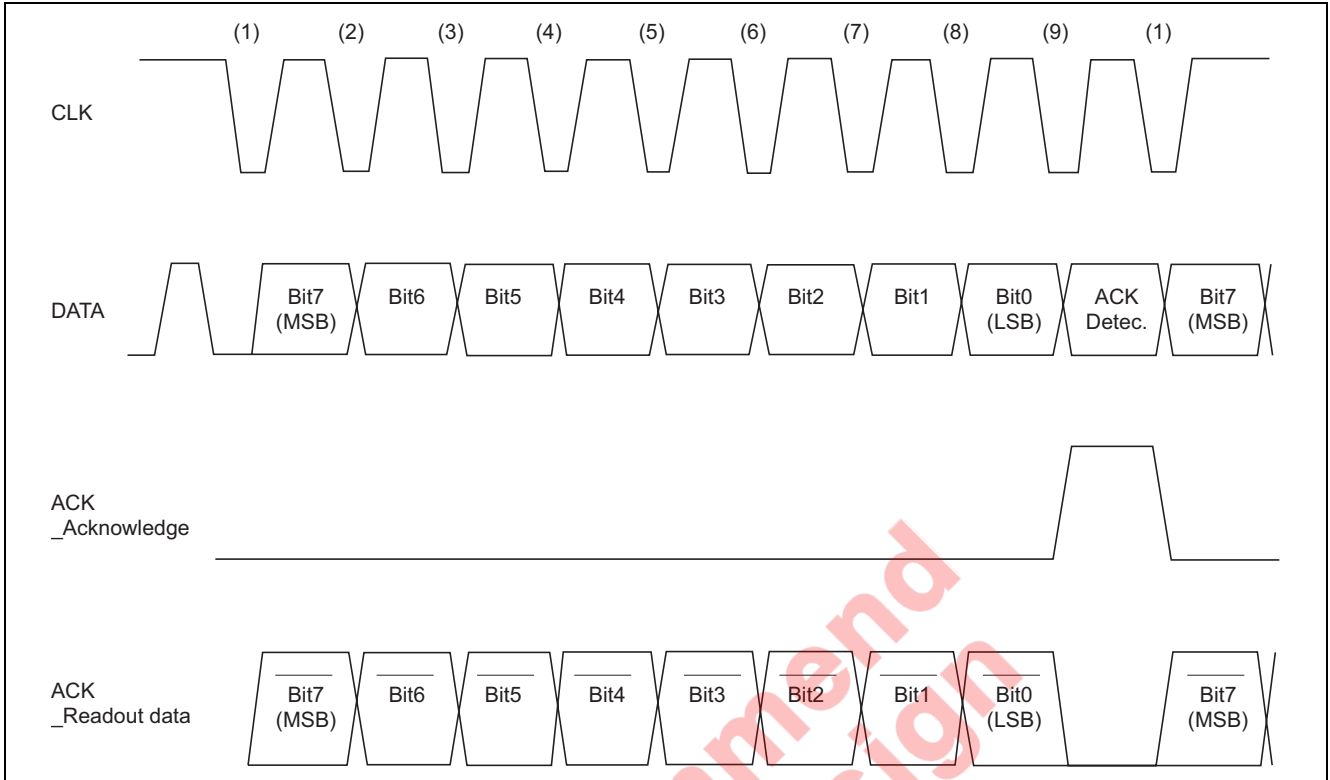 (1) (2) (3) (4) (5) (6) (7) (8) (9) (1)
CLK
DATA
Bit7 (MSB) Bit6 Bit5 Bit4 Bit3 Bit2 Bit1 Bit0 (LSB) ACK Detec. Bit7 (MSB)
ACK
_Acknowledge
ACK
_Readout data
Bit7 (MSB) Bit6 Bit5 Bit4 Bit3 Bit2 Bit1 Bit0 (LSB) Bit7 (MSB)